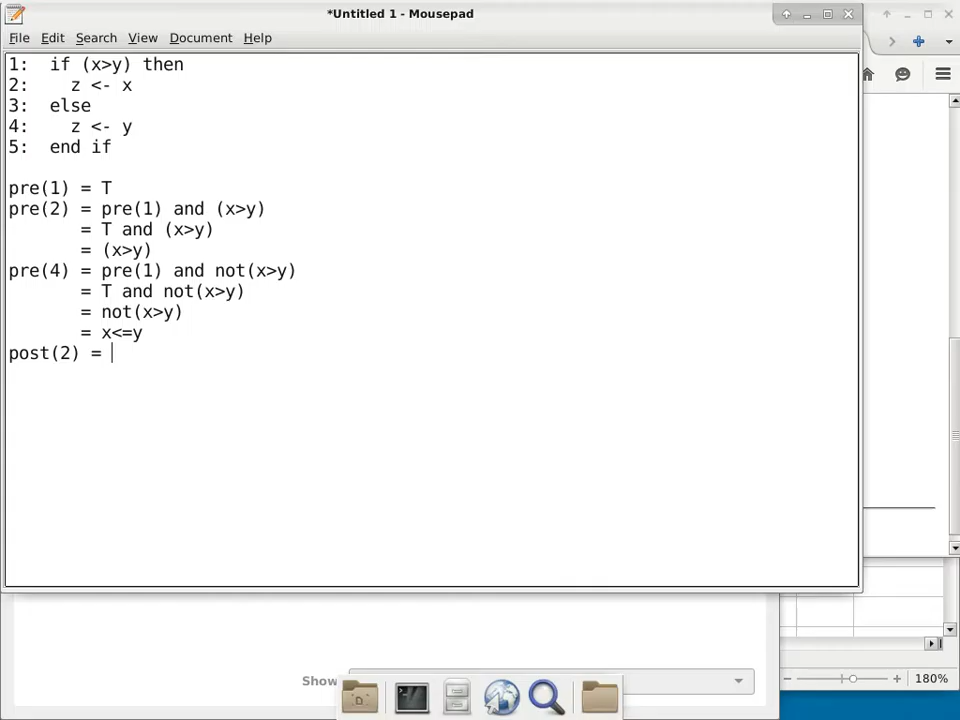 *Untitled 1 - Mousepad
File Edit Search View Document Help
1:  if (x>y) then
2:    z <- x
3:  else
4:    z <- y
5:  end if
pre(1) = T
pre(2) = pre(1) and (x>y)
       = T and (x>y)
       = (x>y)
pre(4) = pre(1) and not(x>y)
       = T and not(x>y)
       = not(x>y)
       = x<=y
post(2) =
Show
180%